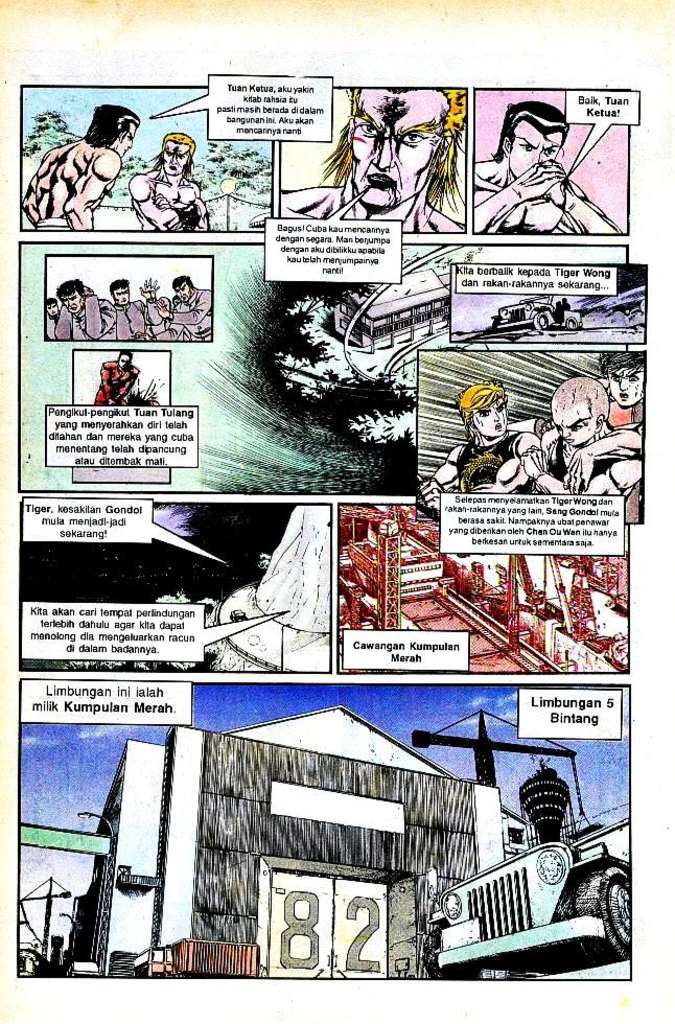 Tuan Ketua, aku yakin
kitab rahsia itu
pasti masih berada di dalam
bangunan ini. Aku akan
mencarinya nanti
Bagus! Cuba kau mencarinya
dengan segera. Mari berjumpa
dengan aku dibilikku apabila
kau telah menjumpainya
nanti!
Baik, Tuan
Ketua!
Pengikut-pengikut Tuan Tulang
yang menyerahkan diri telah
ditahan dan mereka yang cuba
menentang telah dipancung
atau ditembak mati.
Kita berbalik kepada Tiger Wong
dan rakan-rakannya sekarang...
Selepas menyelamatkan Tiger Wong dan
rakan-rakannya yang lain, Sang Gondol mula
berasa sakit. Nampaknya ubat penawar
yang diberikan oleh Chan Ou Wan itu hanya
berkesan untuk sementara saja.
Tiger, kesakitan Gondol
mula menjadi-jadi
sekarang!
Kita akan cari tempat perlindungan
terlebih dahulu agar kita dapat
menolong dia mengeluarkan racun
di dalam badannya.
Cawangan Kumpulan
Merah
Limbungan ini ialah
milik Kumpulan Merah.
Limbungan 5
Bintang
82